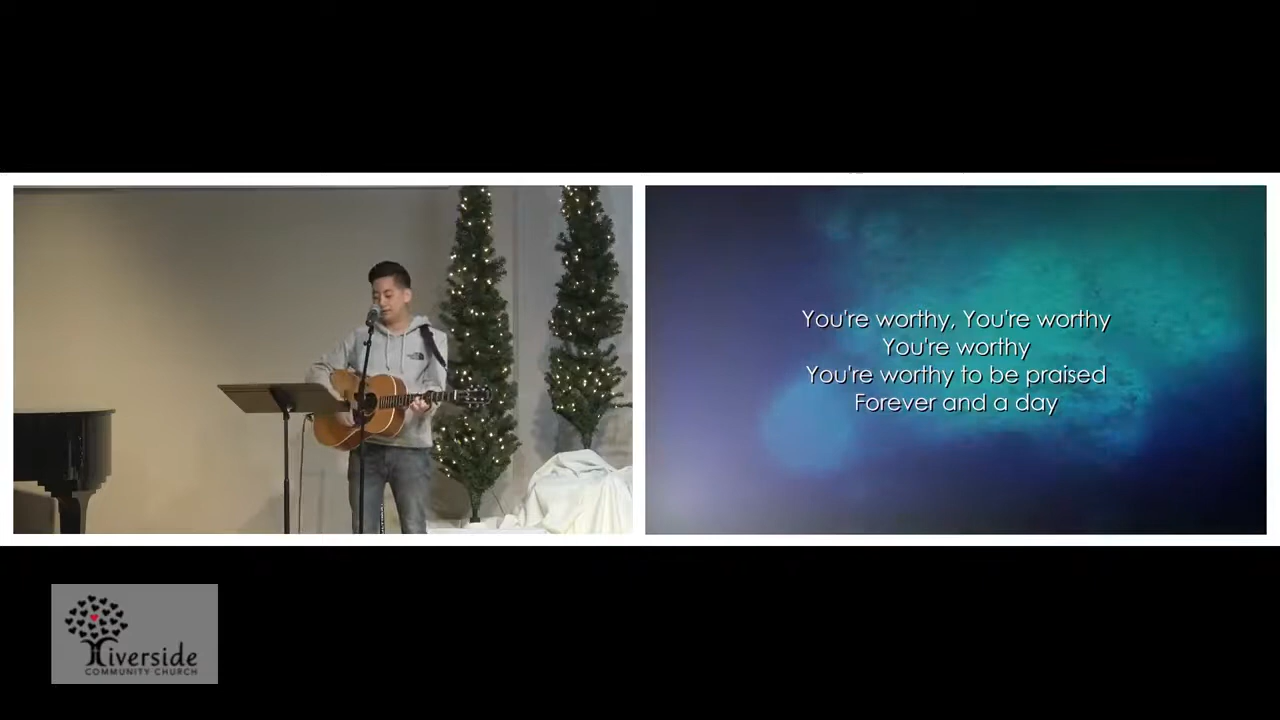 You're worthy, You're worthy
You're worthy
You're worthy to be praised
Forever and a day
Riverside
COMMUNITY CHURCH